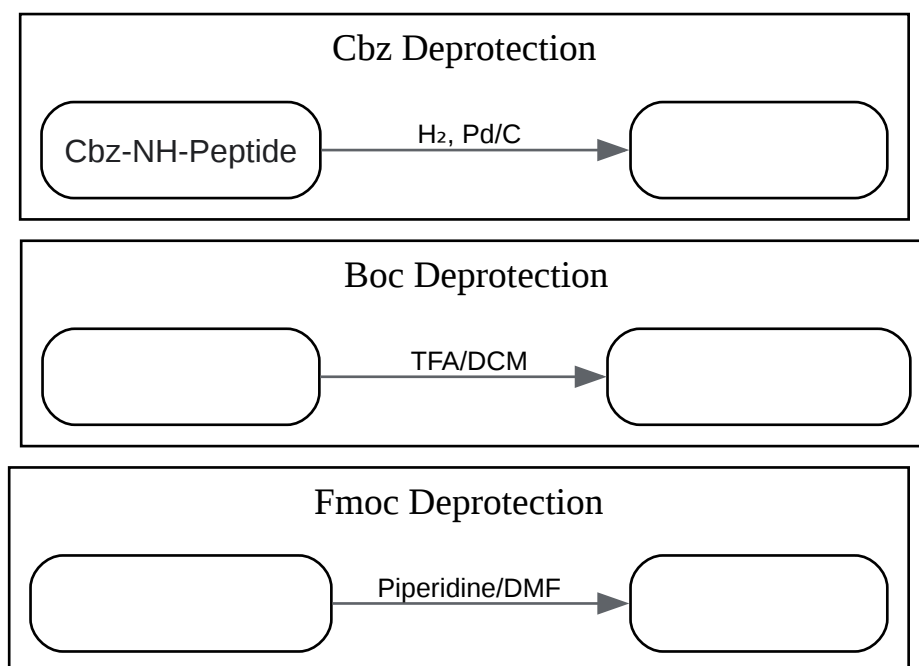 Cbz Deprotection
Cbz-NH-Peptide
H₂, Pd/C
Boc Deprotection
TFA/DCM
Fmoc Deprotection
Piperidine/DMF